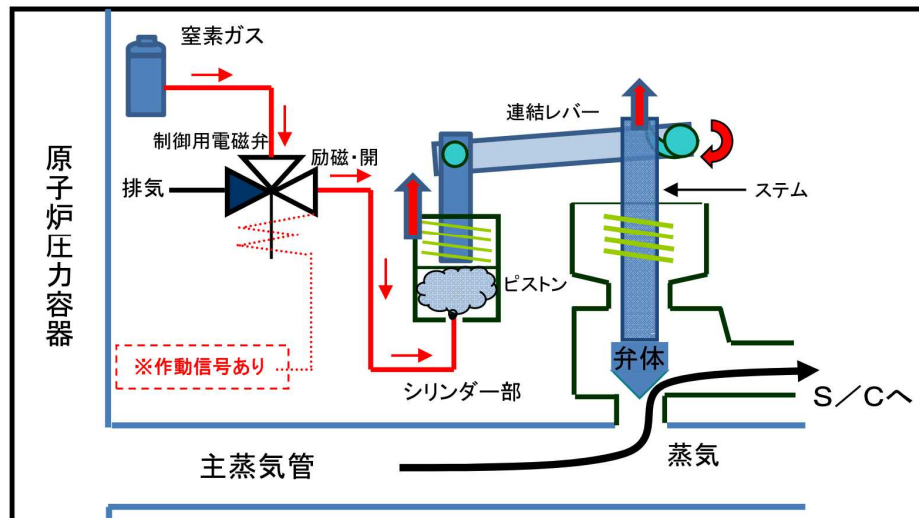 窒素ガス
制御用電磁弁
励磁・開
排気
連結レバー
ステム
ピストン
原子炉圧力容器
※作動信号あり
シリンダー部
弁体
S/Cへ
主蒸気管
蒸気